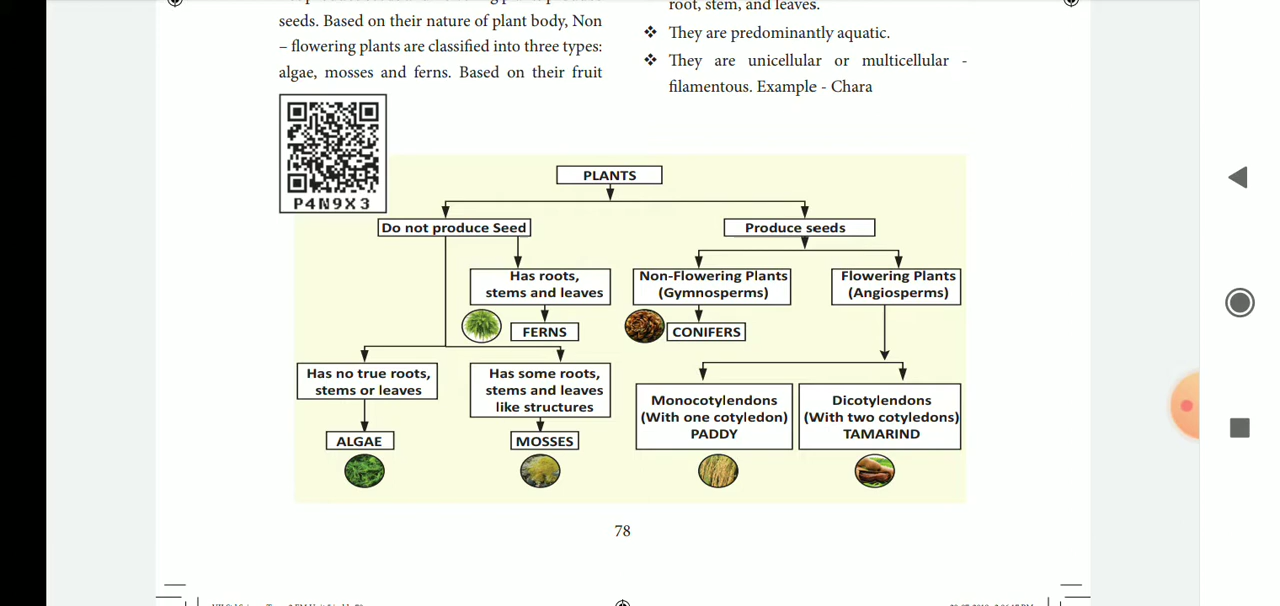 seeds. Based on their nature of plant body, Non
– flowering plants are classified into three types:
algae, mosses and ferns. Based on their fruit
root, stem, and leaves.
❖ They are predominantly aquatic.
❖ They are unicellular or multicellular -
filamentous. Example - Chara
P4N9X3
PLANTS
Do not produce Seed
Produce seeds
Has roots,
stems and leaves
FERNS
Non-Flowering Plants
(Gymnosperms)
CONIFERS
Flowering Plants
(Angiosperms)
Has no true roots,
stems or leaves
ALGAE
Has some roots,
stems and leaves
like structures
MOSSES
Monocotylendons
(With one cotyledon)
PADDY
Dicotylendons
(With two cotyledons)
TAMARIND
78